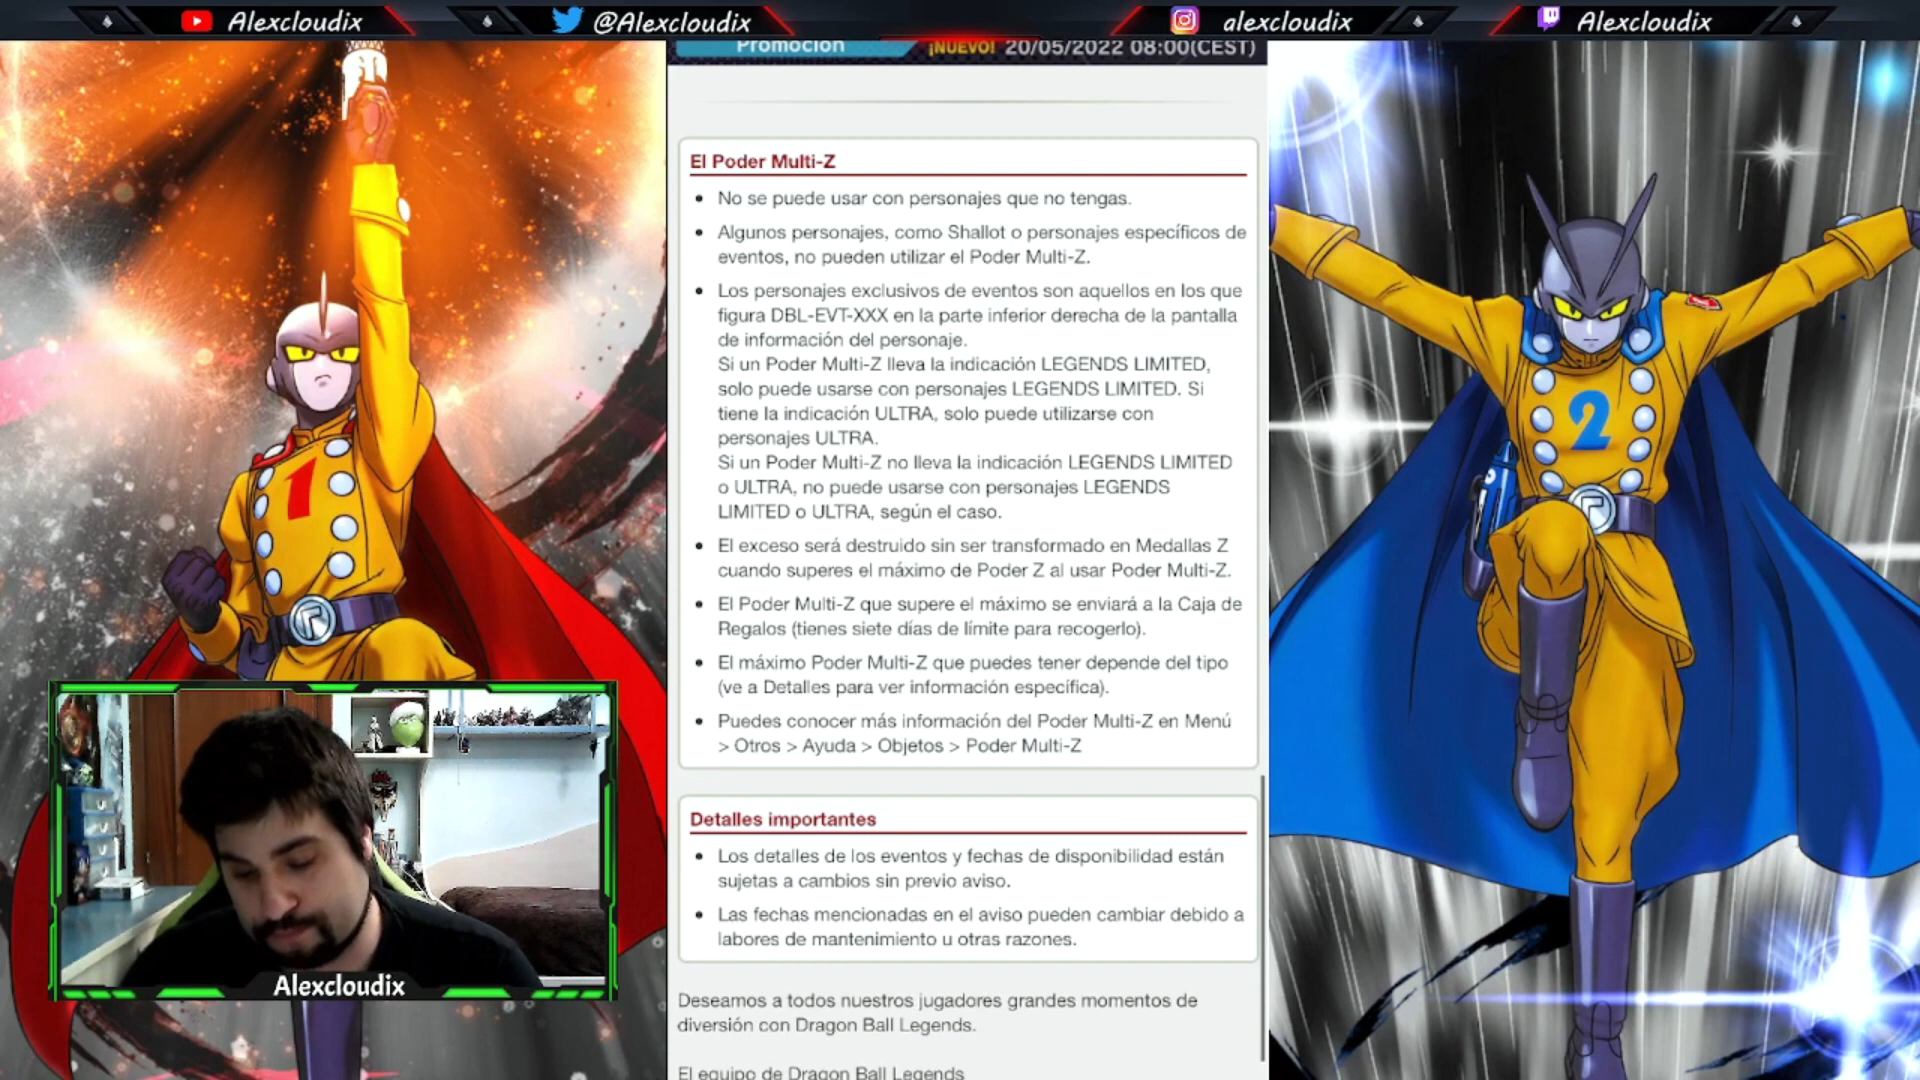 Alexcloudix
@Alexcloudix
alexcloudix
Alexcloudix
Promoción
¡NUEVO! 20/05/2022 08:00(CEST)
El Poder Multi-Z
• No se puede usar con personajes que no tengas.
• Algunos personajes, como Shallot o personajes específicos de
eventos, no pueden utilizar el Poder Multi-Z.
• Los personajes exclusivos de eventos son aquellos en los que
figura DBL-EVT-XXX en la parte inferior derecha de la pantalla
de información del personaje.
Si un Poder Multi-Z lleva la indicación LEGENDS LIMITED,
solo puede usarse con personajes LEGENDS LIMITED. Si
tiene la indicación ULTRA, solo puede utilizarse con
personajes ULTRA.
Si un Poder Multi-Z no lleva la indicación LEGENDS LIMITED
o ULTRA, no puede usarse con personajes LEGENDS
LIMITED o ULTRA, según el caso.
• El exceso será destruido sin ser transformado en Medallas Z
cuando superes el máximo de Poder Z al usar Poder Multi-Z.
• El Poder Multi-Z que supere el máximo se enviará a la Caja de
Regalos (tienes siete días de límite para recogerlo).
• El máximo Poder Multi-Z que puedes tener depende del tipo
(ve a Detalles para ver información específica).
• Puedes conocer más información del Poder Multi-Z en Menú
> Otros > Ayuda > Objetos > Poder Multi-Z
Detalles importantes
• Los detalles de los eventos y fechas de disponibilidad están
sujetas a cambios sin previo aviso.
• Las fechas mencionadas en el aviso pueden cambiar debido a
labores de mantenimiento u otras razones.
Deseamos a todos nuestros jugadores grandes momentos de
diversión con Dragon Ball Legends.
El equipo de Dragon Ball Legends
1
2
Alexcloudix